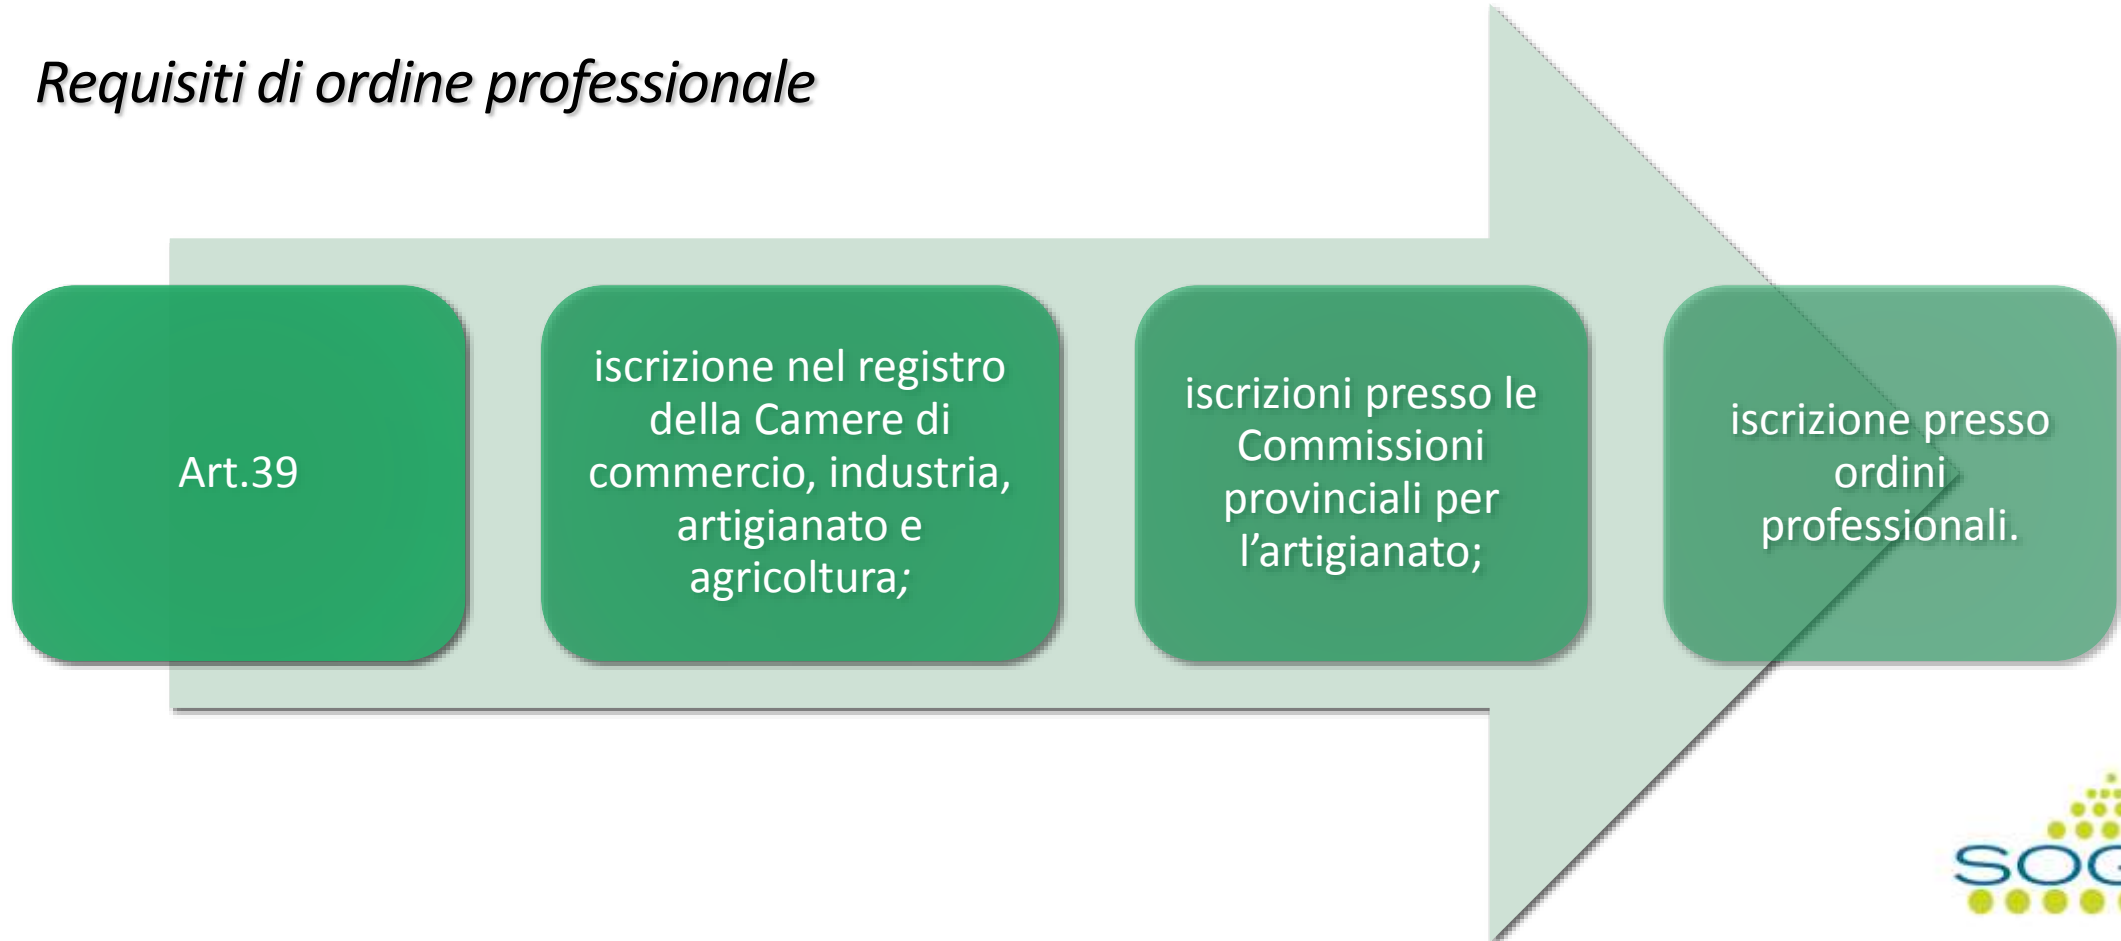 Requisiti di ordine professionale
Art.39
iscrizione nel registro
della Camere di
commercio, industria,
artigianato e
agricoltura;
iscrizioni presso le
Commissioni
provinciali per
l’artigianato;
iscrizione presso
ordini
professionali.